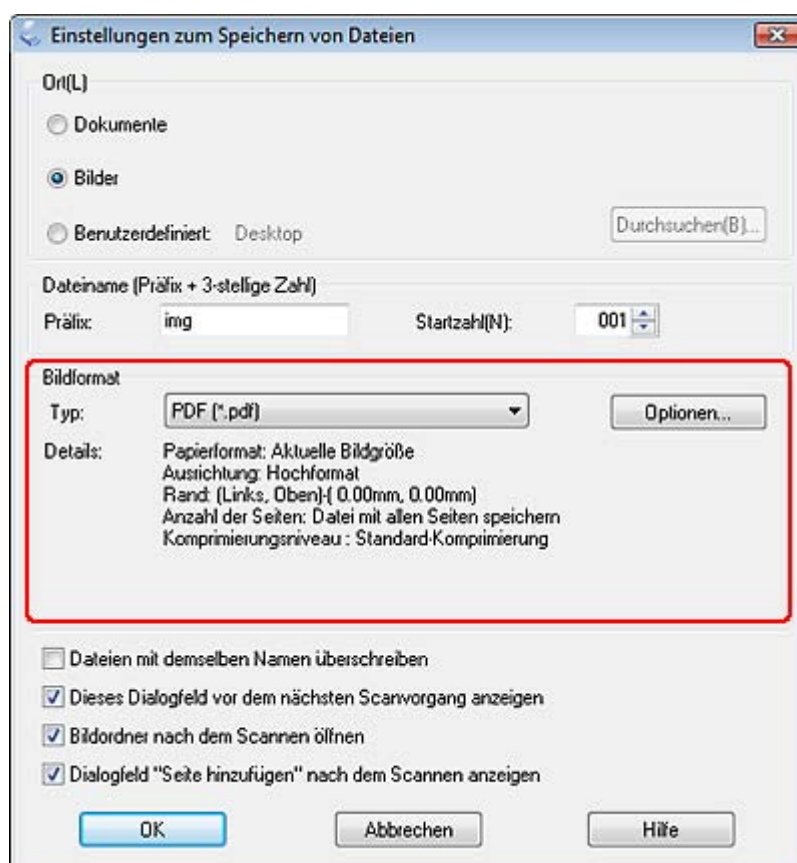 Einstellungen zum Speichern von Dateien
Ort(L)
Dokumente
Bilder
Benutzerdefiniert: Desktop Durchsuchen(B)...
Dateiname (Präfix + 3-stellige Zahl)
Präfix: img Startzahl(N): 001
Bildformat
Typ: PDF (*.pdf) Optionen...
Details: Papierformat: Aktuelle Bildgröße
Ausrichtung: Hochformat
Rand: (Links, Oben)-( 0.00mm, 0.00mm)
Anzahl der Seiten: Datei mit allen Seiten speichern
Komprimierungsniveau : Standard-Komprimierung
Dateien mit demselben Namen überschreiben
Dieses Dialogfeld vor dem nächsten Scanvorgang anzeigen
Bildordner nach dem Scannen öffnen
Dialogfeld "Seite hinzufügen" nach dem Scannen anzeigen
OK Abbrechen Hilfe